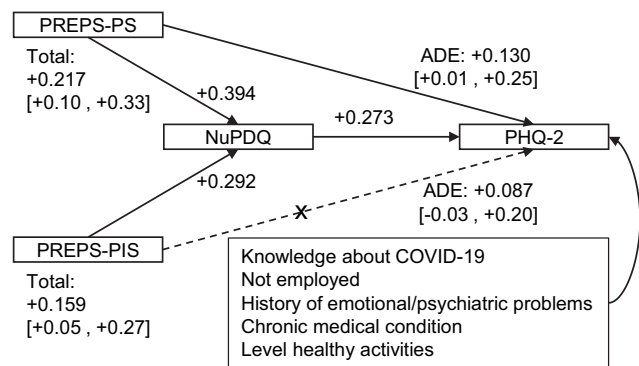 PREPS-PS
Total:
+0.217
[+0.10 , +0.33]
ADE: +0.130
[+0.01 , +0.25]
+0.394
+0.273
NuPDQ
PHQ-2
+0.292
x
ADE: +0.087
[-0.03 , +0.20]
PREPS-PIS
Total:
+0.159
[+0.05 , +0.27]
Knowledge about COVID-19
Not employed
History of emotional/psychiatric problems
Chronic medical condition
Level healthy activities